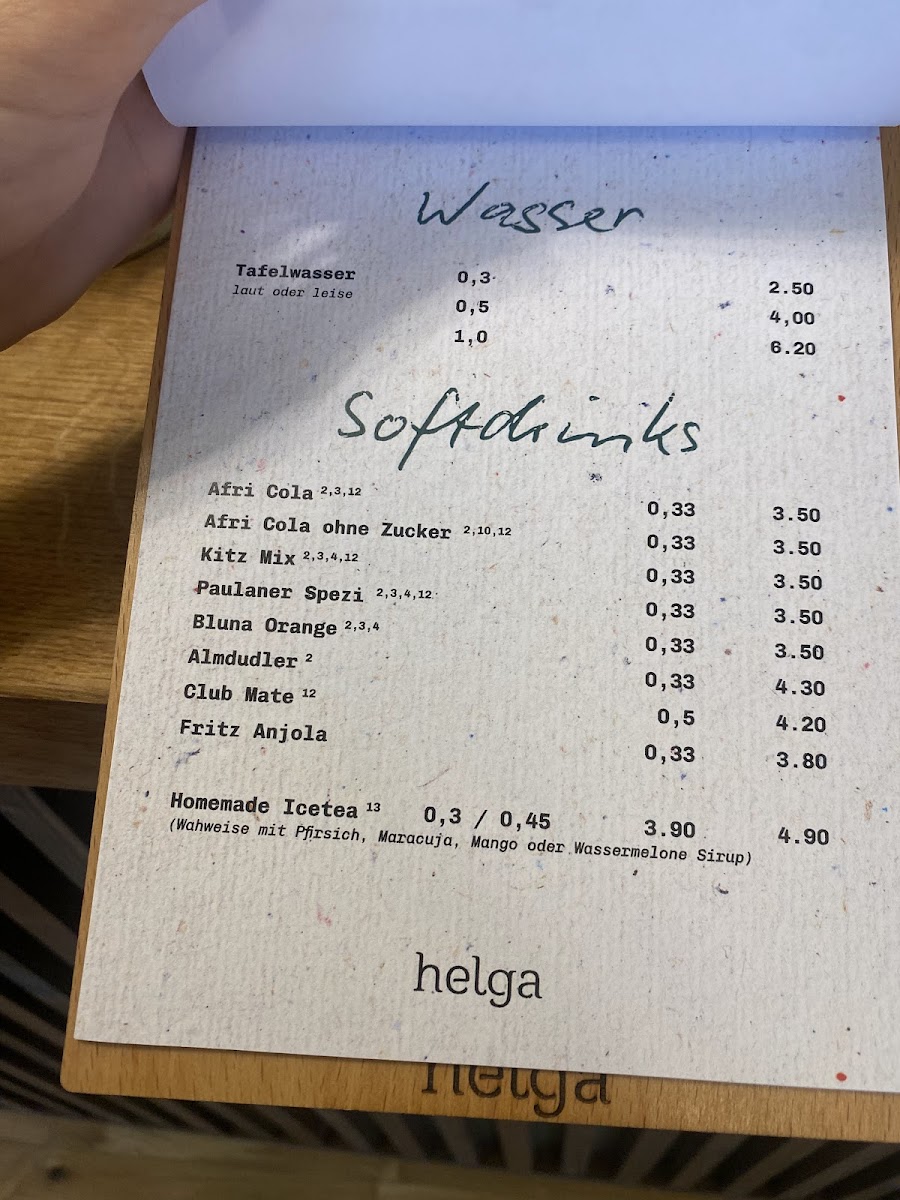 Wasser
Tafelwasser 0,3 2.50
laut oder leise
0,5 4,00
1,0 6.20
Softdrinks
Afri Cola 2,3,12 0,33 3.50
Afri Cola ohne Zucker 2,10,12 0,33 3.50
Kitz Mix 2,3,4,12 0,33 3.50
Paulaner Spezi 2,3,4,12 0,33 3.50
Bluna Orange 2,3,4 0,33 3.50
Almdudler 2 0,33 4.30
Club Mate 12 0,5 4.20
Fritz Anjola 0,33 3.80
Homemade Icetea 13 0,3 / 0,45 3.90 4.90
(Wahweise mit Pfirsich, Maracuja, Mango oder Wassermelone Sirup)
helga
helga